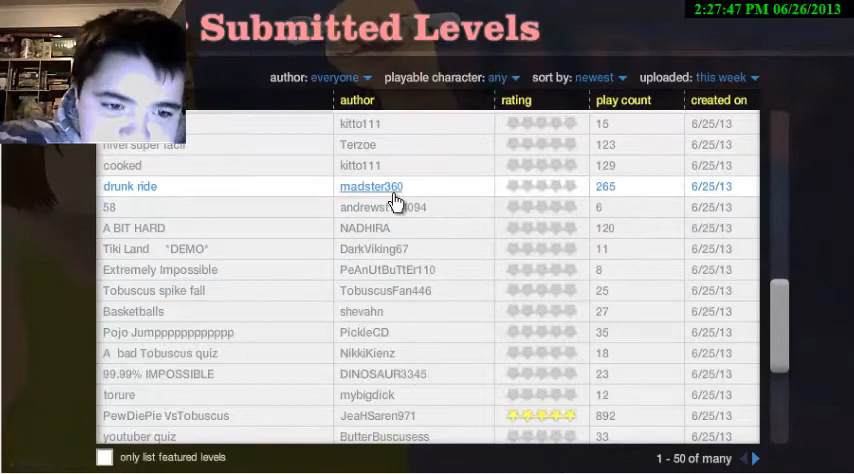 2:27:47 PM 06/26/2013
Submitted Levels
author: everyone playable character: any sort by: newest uploaded: this week
author rating play count created on
kitto111 15 6/25/13
Terzoe 123 6/25/13
cooked kitto111 129 6/25/13
drunk ride madster360 265 6/25/13
58 6 6/25/13
A BIT HARD NADHIRA 120 6/25/13
Tiki Land *DEMO* DarkViking67 11 6/25/13
Extremely Impossible PeAnUtBuTtEr110 8 6/25/13
Tobuscus spike fall TobuscusFan446 25 6/25/13
Basketballs shevahn 27 6/25/13
Pojo Jumppppppppppp PickleCD 35 6/25/13
A bad Tobuscus quiz NikkiKienz 18 6/25/13
99.99% IMPOSSIBLE DINOSAUR3345 23 6/25/13
torure mybigdick 12 6/25/13
PewDiePie VsTobuscus JeaHSaren971 892 6/25/13
youtuber quiz ButterBuscusess 33 6/25/13
only list featured levels 1 - 50 of many